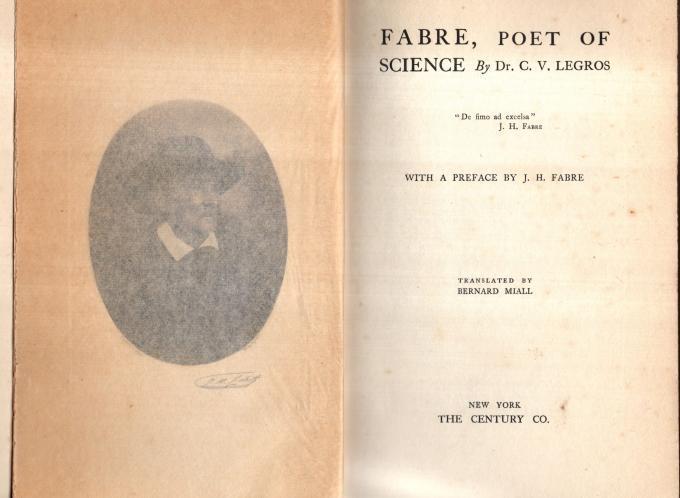 FABRE, POET OF
SCIENCE By Dr. C. V. LEGROS
"De fimo ad excelsa"
J. H. Fabre
WITH A PREFACE BY J. H. FABRE
TRANSLATED BY
BERNARD MIALL
NEW YORK
THE CENTURY CO.